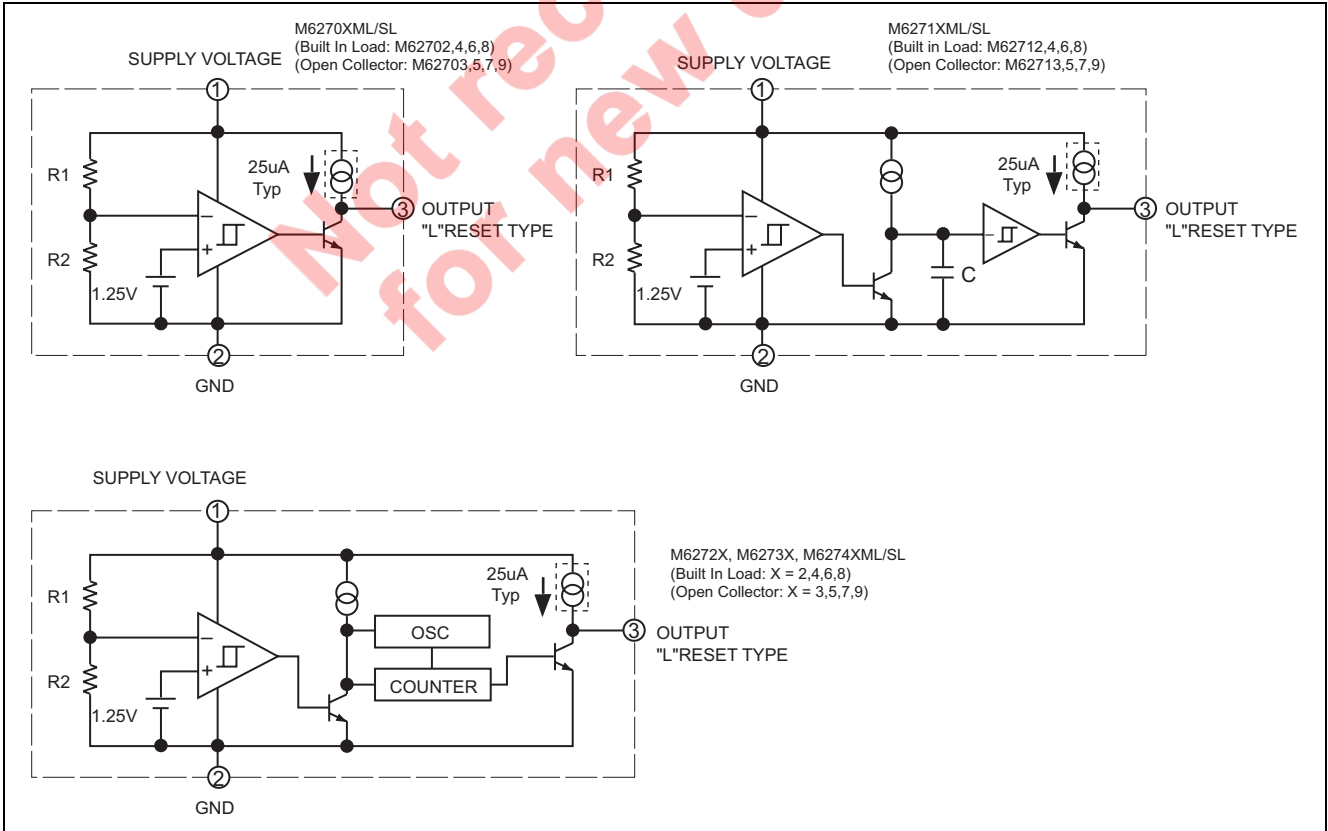 M6270XML/SL
(Built In Load: M62702,4,6,8)
(Open Collector: M62703,5,7,9)
SUPPLY VOLTAGE
1
R1
R2
1.25V
−
+
25uA
Typ
3
OUTPUT
"L"RESET TYPE
2
GND
M6271XML/SL
(Built in Load: M62712,4,6,8)
(Open Collector: M62713,5,7,9)
SUPPLY VOLTAGE
1
R1
R2
1.25V
−
+
C
−
25uA
Typ
3
OUTPUT
"L"RESET TYPE
2
GND
SUPPLY VOLTAGE
1
R1
R2
1.25V
−
+
OSC
COUNTER
25uA
Typ
3
OUTPUT
"L"RESET TYPE
2
GND
M6272X, M6273X, M6274XML/SL
(Built In Load: X = 2,4,6,8)
(Open Collector: X = 3,5,7,9)
Not rec
for new